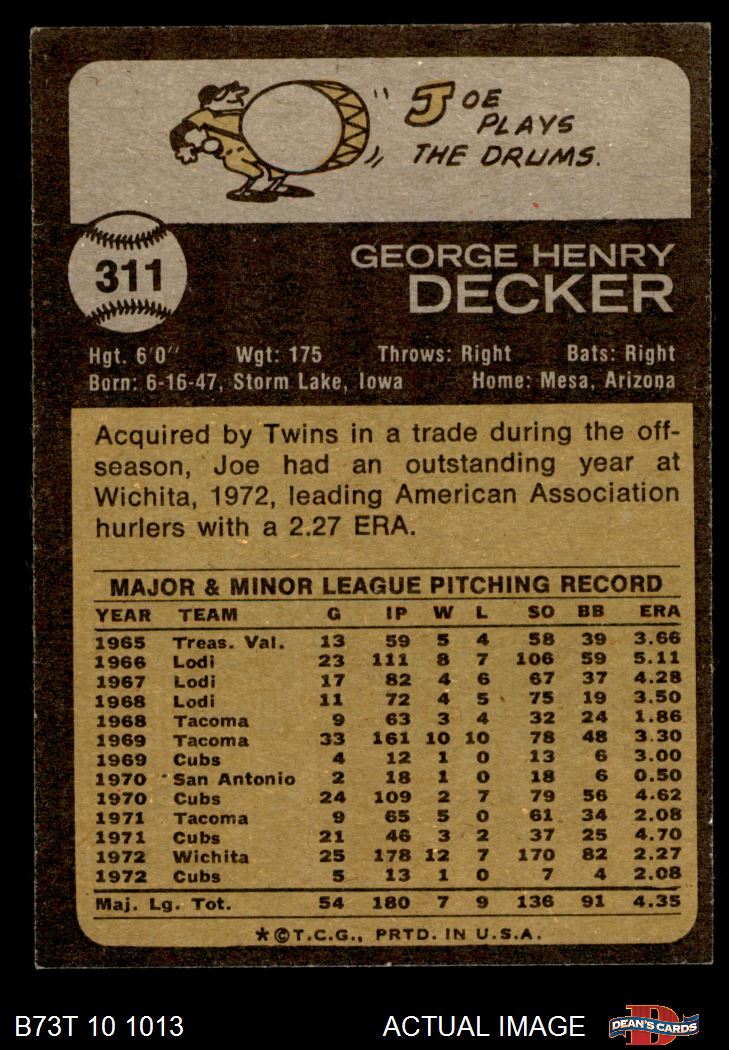 JOE
PLAYS
THE DRUMS.
311
GEORGE HENRY
DECKER
Hgt. 6'0" Wgt: 175 Throws: Right Bats: Right
Born: 6-16-47, Storm Lake, Iowa Home: Mesa, Arizona
Acquired by Twins in a trade during the off-
season, Joe had an outstanding year at
Wichita, 1972, leading American Association
hurlers with a 2.27 ERA.
MAJOR & MINOR LEAGUE PITCHING RECORD
YEAR TEAM G IP W L SO BB ERA
1965 Treas. Val. 13 59 5 4 58 39 3.66
1966 Lodi 23 111 8 7 106 59 5.11
1967 Lodi 17 82 4 6 67 37 4.28
1968 Lodi 11 72 4 5 75 19 3.50
1968 Tacoma 9 63 3 4 32 24 1.86
1969 Tacoma 33 161 10 10 78 48 3.30
1969 Cubs 4 12 1 0 13 6 3.00
1970 San Antonio 2 18 1 0 18 6 0.50
1970 Cubs 24 109 2 7 79 56 4.62
1971 Tacoma 9 65 5 0 61 34 2.08
1971 Cubs 21 46 3 2 37 25 4.70
1972 Wichita 25 178 12 7 170 82 2.27
1972 Cubs 5 13 1 0 7 4 2.08
Maj. Lg. Tot. 54 180 7 9 136 91 4.35
*©T.C.G., PRTD. IN U.S.A.
B73T 10 1013 ACTUAL IMAGE DEAN'S CARDS